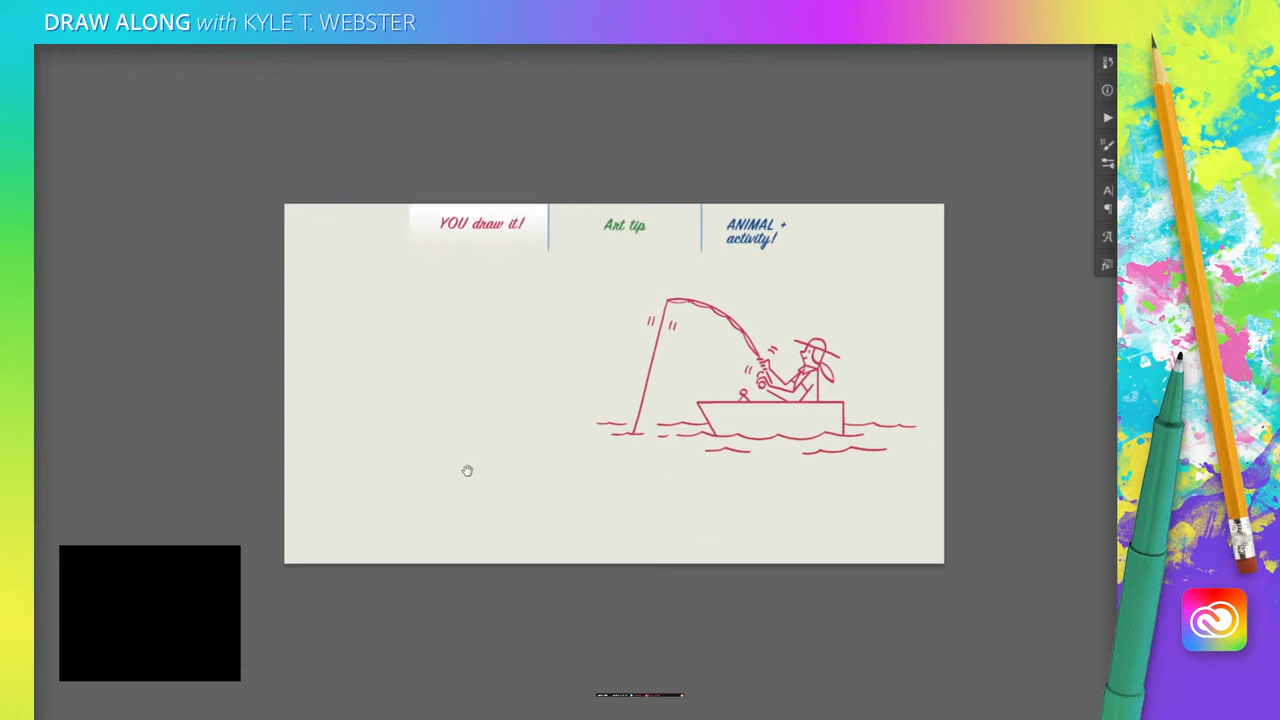 DRAW ALONG with KYLE T. WEBSTER
YOU draw it!
Art tip
ANIMAL +
activity!